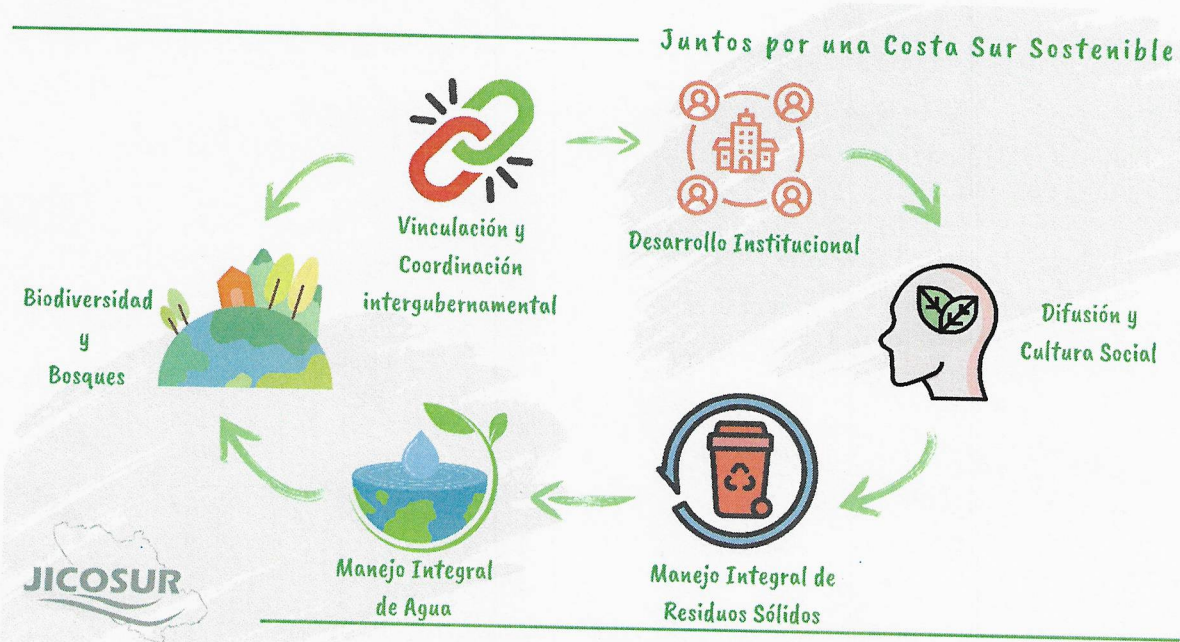 Juntos por una Costa Sur Sostenible
Vinculación y
Coordinación
intergubernamental
Desarrollo Institucional
Difusión y
Cultura Social
Manejo Integral de
Residuos Sólidos
Manejo Integral
de Agua
Biodiversidad
y
Bosques
JICOSUR